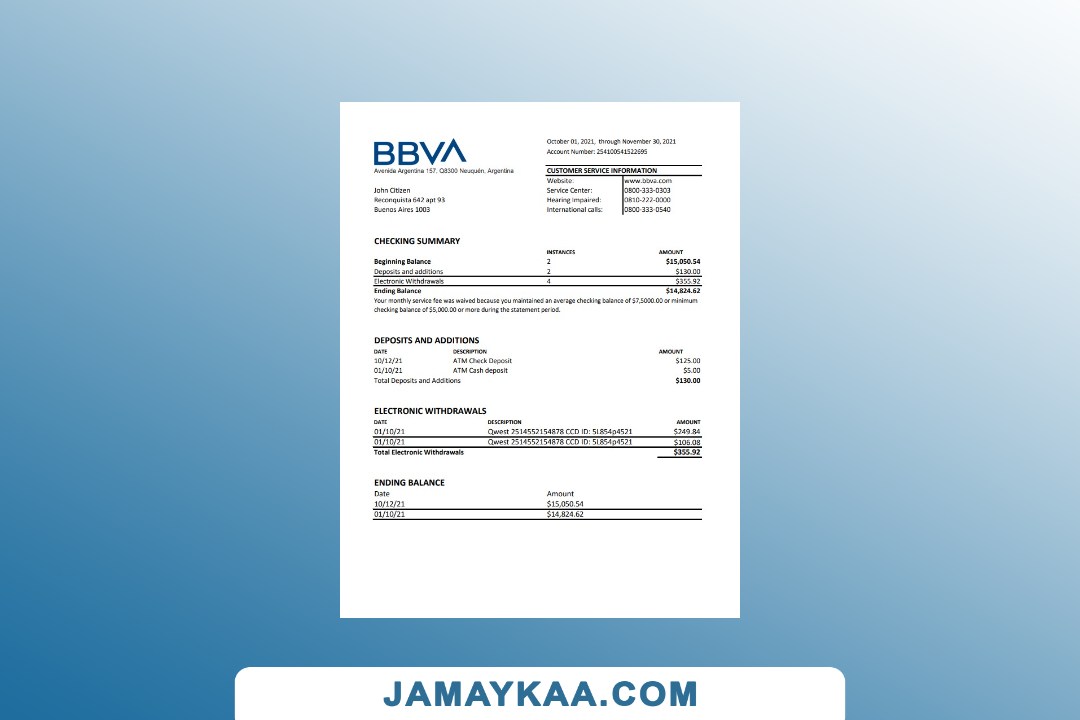 BBVA
Avenida Argentina 157, Q8300 Neuquén, Argentina
October 01, 2021, through November 30, 2021
Account Number: 254100541522695
CUSTOMER SERVICE INFORMATION
Website: www.bbva.com
Service Center: 0800-333-0303
Hearing Impaired: 0810-222-0000
International calls: 0800-333-0540
John Citizen
Reconquista 642 apt 93
Buenos Aires 1003
CHECKING SUMMARY
INSTANCES AMOUNT
Beginning Balance 2 $15,050.54
Deposits and additions 2 $130.00
Electronic Withdrawals 4 $355.92
Ending Balance $14,824.62
Your monthly service fee was waived because you maintained an average checking balance of $7,5000.00 or minimum
checking balance of $5,000.00 or more during the statement period.
DEPOSITS AND ADDITIONS
DATE DESCRIPTION AMOUNT
10/12/21 ATM Check Deposit $125.00
01/10/21 ATM Cash deposit $5.00
Total Deposits and Additions $130.00
ELECTRONIC WITHDRAWALS
DATE DESCRIPTION AMOUNT
01/10/21 Qwest 2514552154878 CCD ID: 5L854p4521 $249.84
01/10/21 Qwest 2514552154878 CCD ID: 5L854p4521 $106.08
Total Electronic Withdrawals $355.92
ENDING BALANCE
Date Amount
10/12/21 $15,050.54
01/10/21 $14,824.62
JAMAYKAA.COM